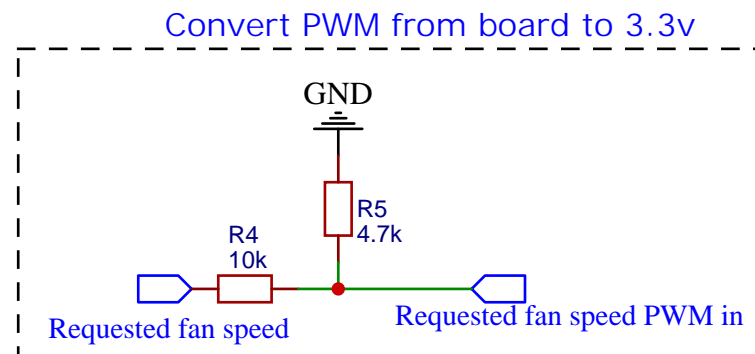 Convert PWM from board to 3.3v
GND
R5
4.7k
R4
10k
Requested fan speed
Requested fan speed PWM in